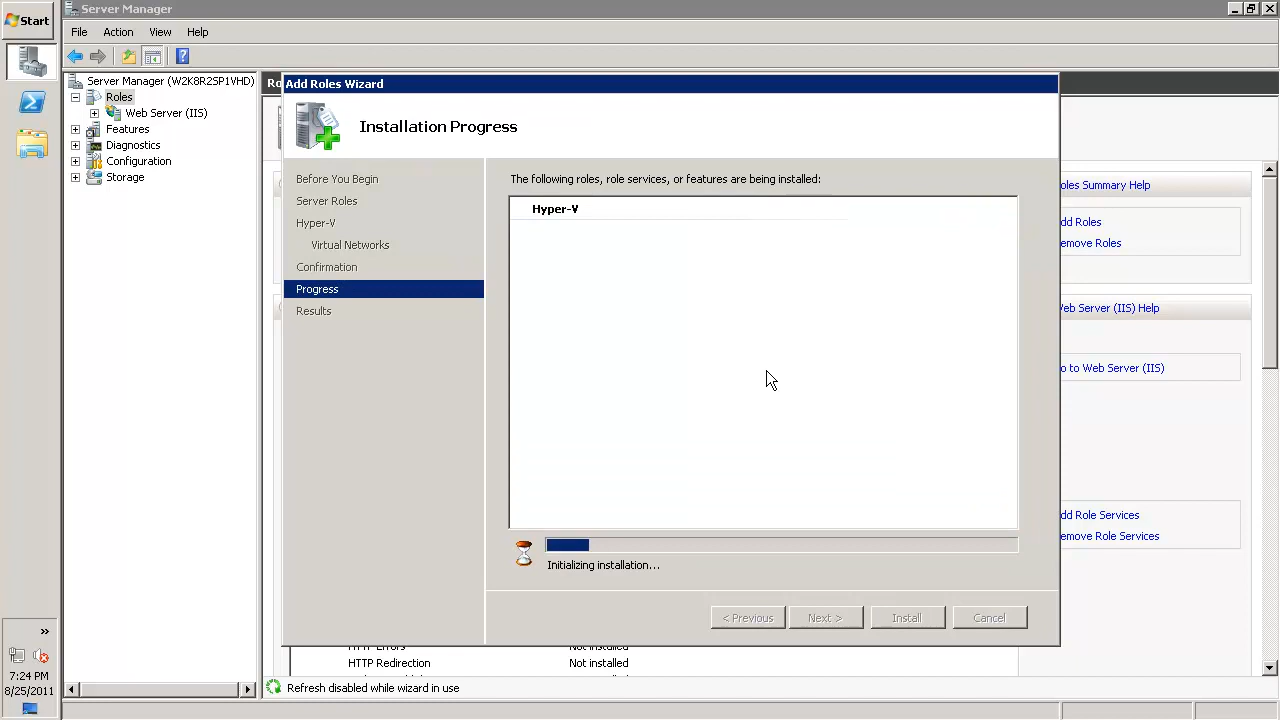 Start
Server Manager
File Action View Help
Server Manager (W2K8R2SP1VHD)
Roles
Web Server (IIS)
Features
Diagnostics
Configuration
Storage
Add Roles Wizard
Installation Progress
Before You Begin
Server Roles
Hyper-V
Virtual Networks
Confirmation
Progress
Results
The following roles, role services, or features are being installed:
Hyper-V
Initializing installation...
< Previous Next > Install Cancel
oles Summary Help
dd Roles
emove Roles
eb Server (IIS) Help
o to Web Server (IIS)
dd Role Services
emove Role Services
HTTP Errors Not installed
HTTP Redirection Not installed
Refresh disabled while wizard in use
7:24 PM
8/25/2011